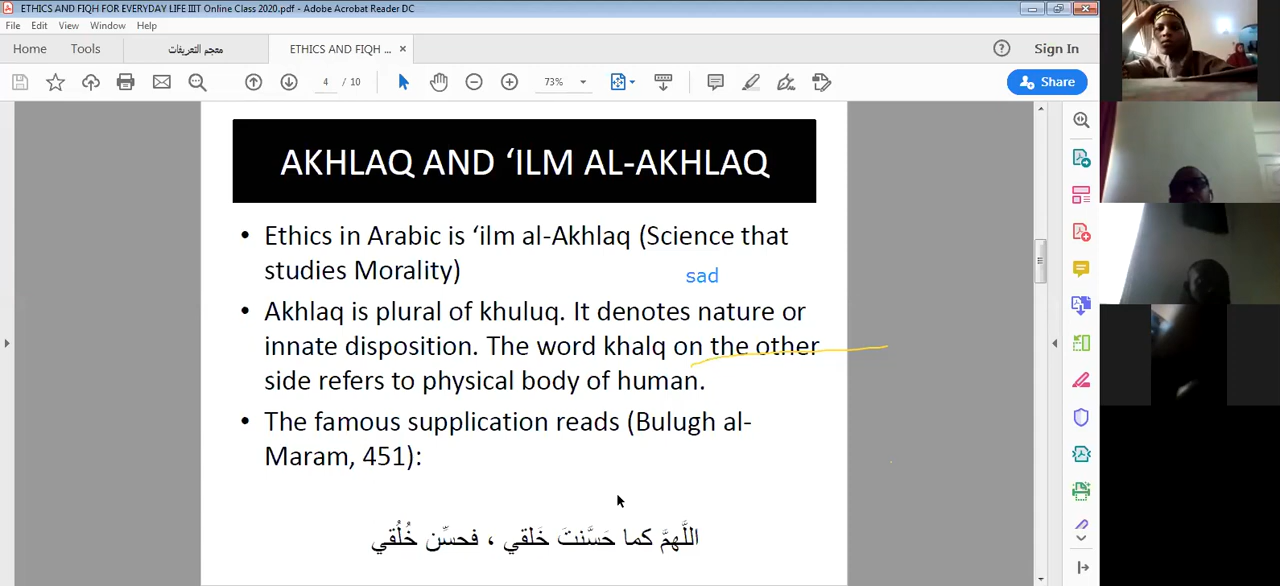 ETHICS AND FIQH FOR EVERYDAY LIFE IIIT Online Class 2020.pdf - Adobe Acrobat Reader DC
File Edit View Window Help
Home Tools معجم التعريفات ETHICS AND FIQH ... × Sign In
4 / 10 73% Share
AKHLAQ AND ‘ILM AL-AKHLAQ
• Ethics in Arabic is ‘ilm al-Akhlaq (Science that
studies Morality)
sad
• Akhlaq is plural of khuluq. It denotes nature or
innate disposition. The word khalq on the other
side refers to physical body of human.
• The famous supplication reads (Bulugh al-
Maram, 451):
اللَّهمَّ كما حَسَّنتَ خَلقي ، فحسِّن خُلُقي